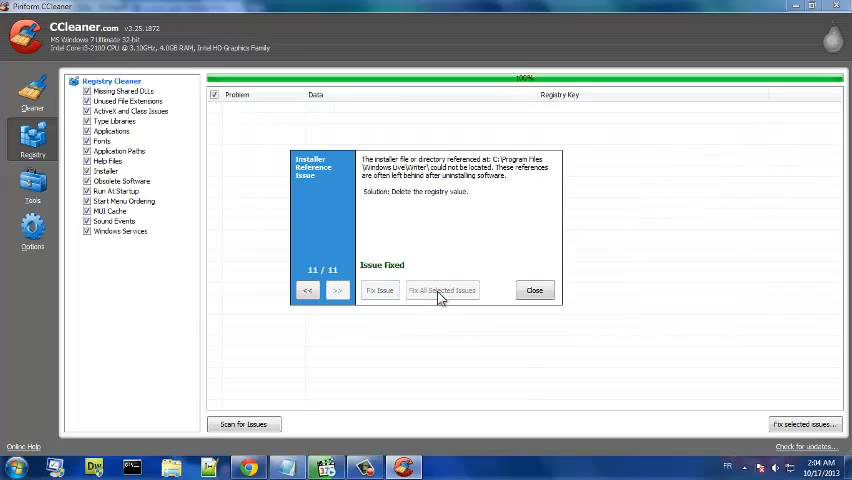 Piriform CCleaner
CCleaner.com v3.25.1872
MS Windows 7 Ultimate 32-bit
Intel Core i3-2100 CPU @ 3.10GHz, 4.0GB RAM, Intel HD Graphics Family
Cleaner
Registry
Tools
Options
Registry Cleaner
Missing Shared DLLs
Unused File Extensions
ActiveX and Class Issues
Type Libraries
Applications
Fonts
Application Paths
Help Files
Installer
Obsolete Software
Run At Startup
Start Menu Ordering
MUI Cache
Sound Events
Windows Services
100%
Problem Data Registry Key
Installer
Reference
Issue
11 / 11
<< >>
The installer file or directory referenced at: C:\Program Files
\Windows Live\Writer\ could not be located. These references
are often left behind after uninstalling software.
Solution: Delete the registry value.
Issue Fixed
Fix Issue Fix All Selected Issues Close
Scan for Issues Fix selected issues...
Online Help Check for updates...
FR 2:04 AM
10/17/2013